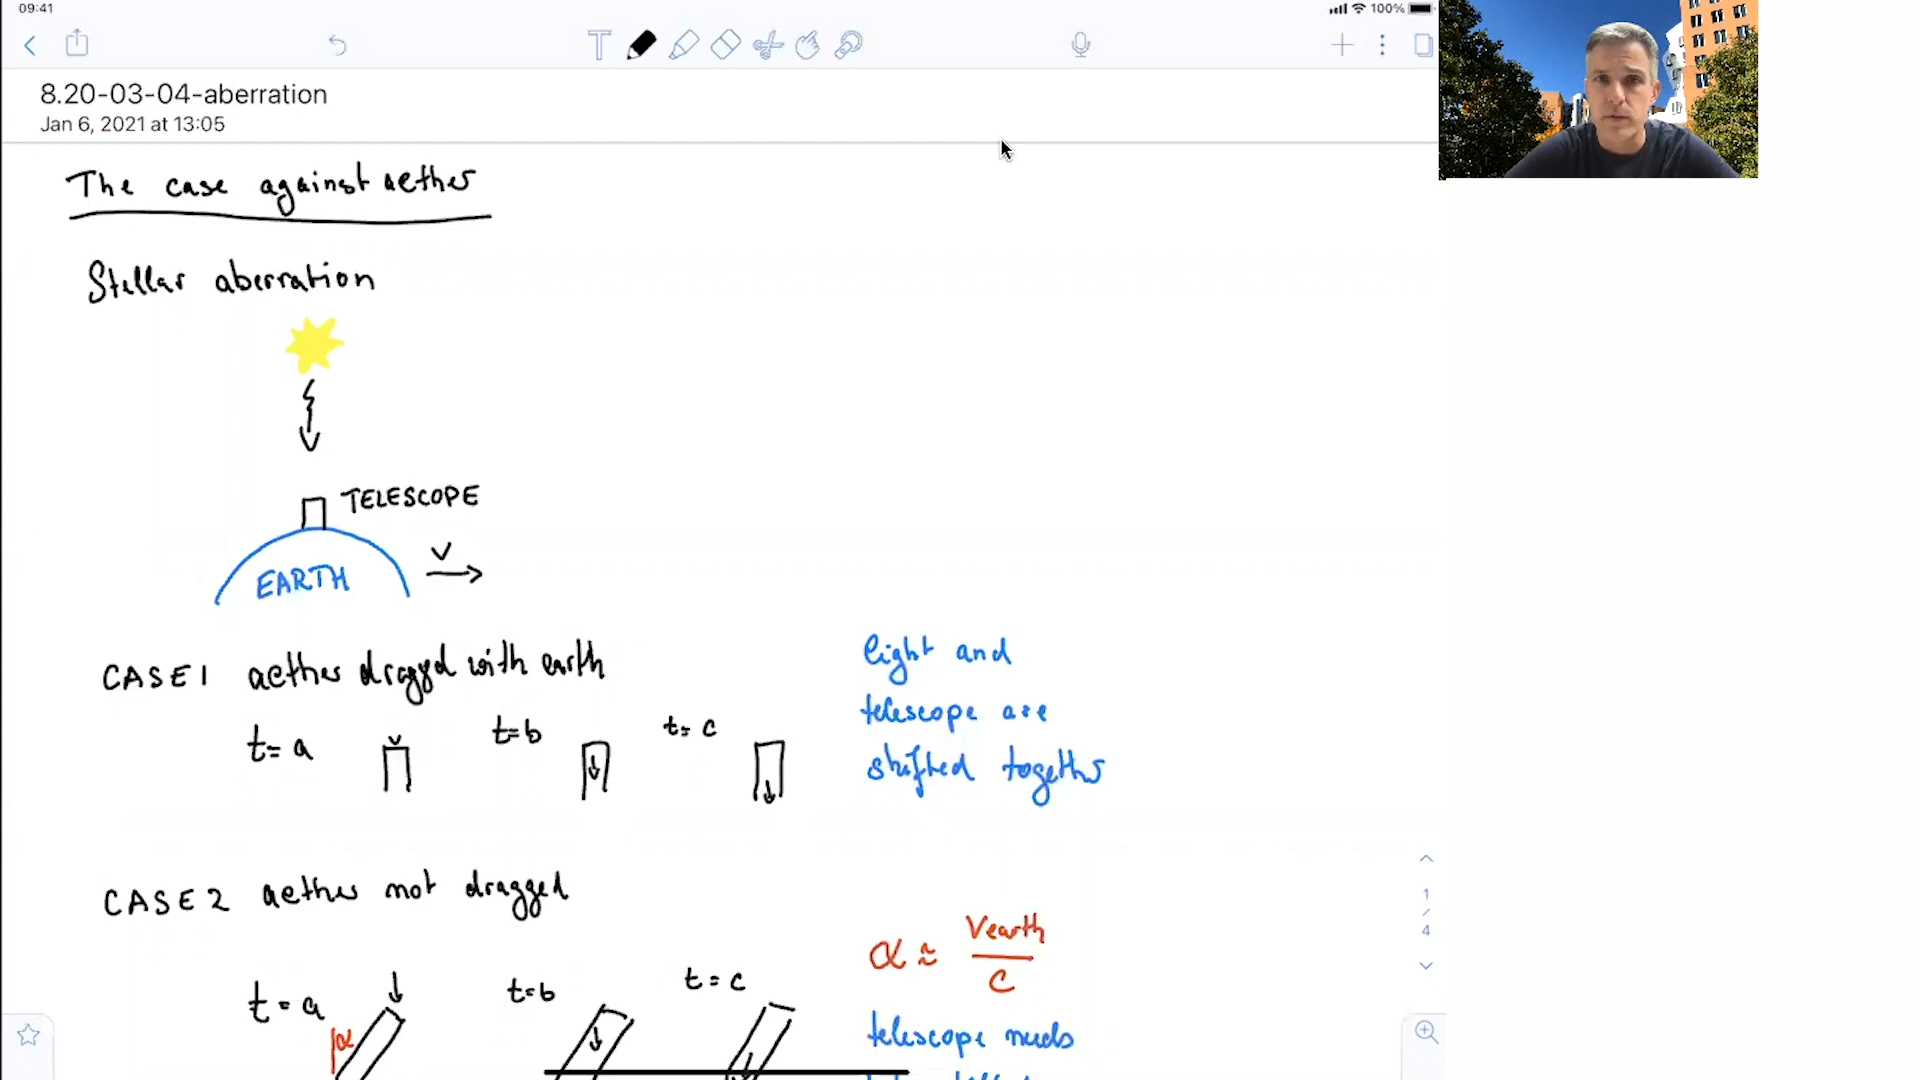 09:41
100%
8.20-03-04-aberration
Jan 6, 2021 at 13:05
The case against aether
Stellar aberration
TELESCOPE
EARTH
v
CASE 1 aether dragged with earth
light and
telescope are
shifted together
t = a
t = b
t = c
CASE 2 aether not dragged
α ≈ Vearth / c
t = a
t = b
t = c
α
telescope needs
1
/
4